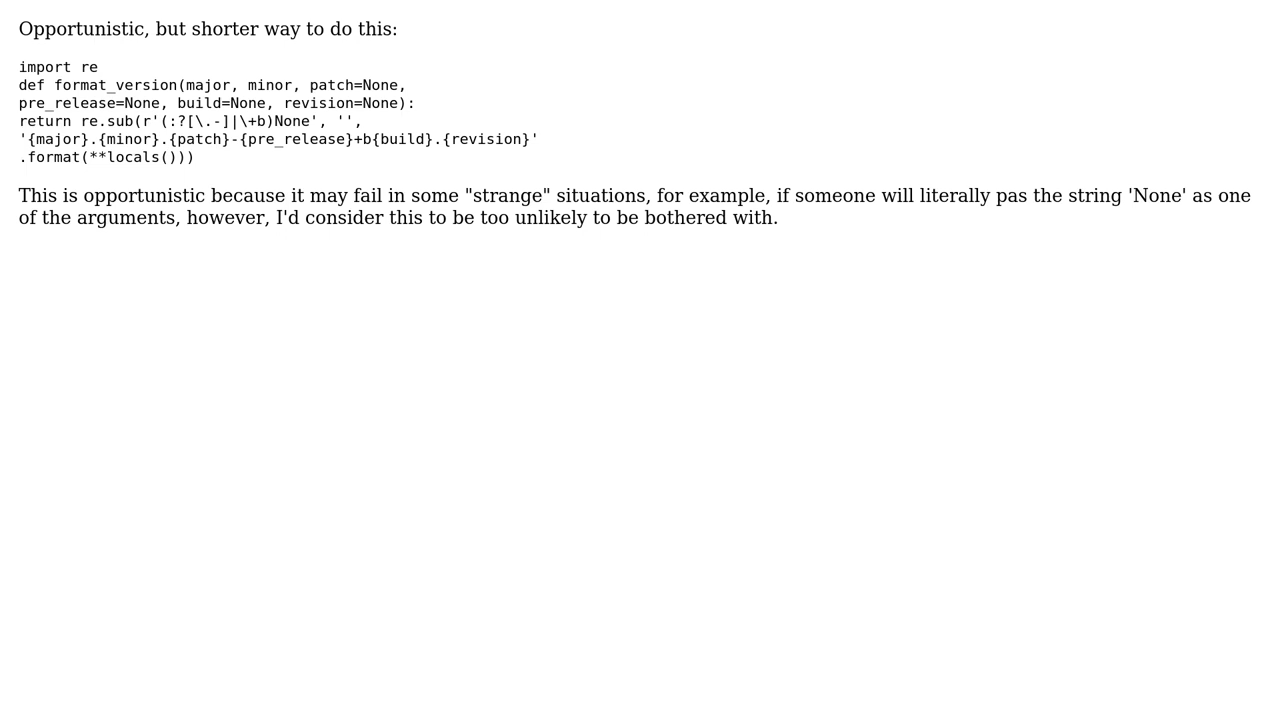 Opportunistic, but shorter way to do this:
import re
def format_version(major, minor, patch=None,
pre_release=None, build=None, revision=None):
return re.sub(r'(:?[\.-]|\+b)None', '',
'{major}.{minor}.{patch}-{pre_release}+b{build}.{revision}'
.format(**locals()))
This is opportunistic because it may fail in some "strange" situations, for example, if someone will literally pas the string 'None' as one
of the arguments, however, I'd consider this to be too unlikely to be bothered with.